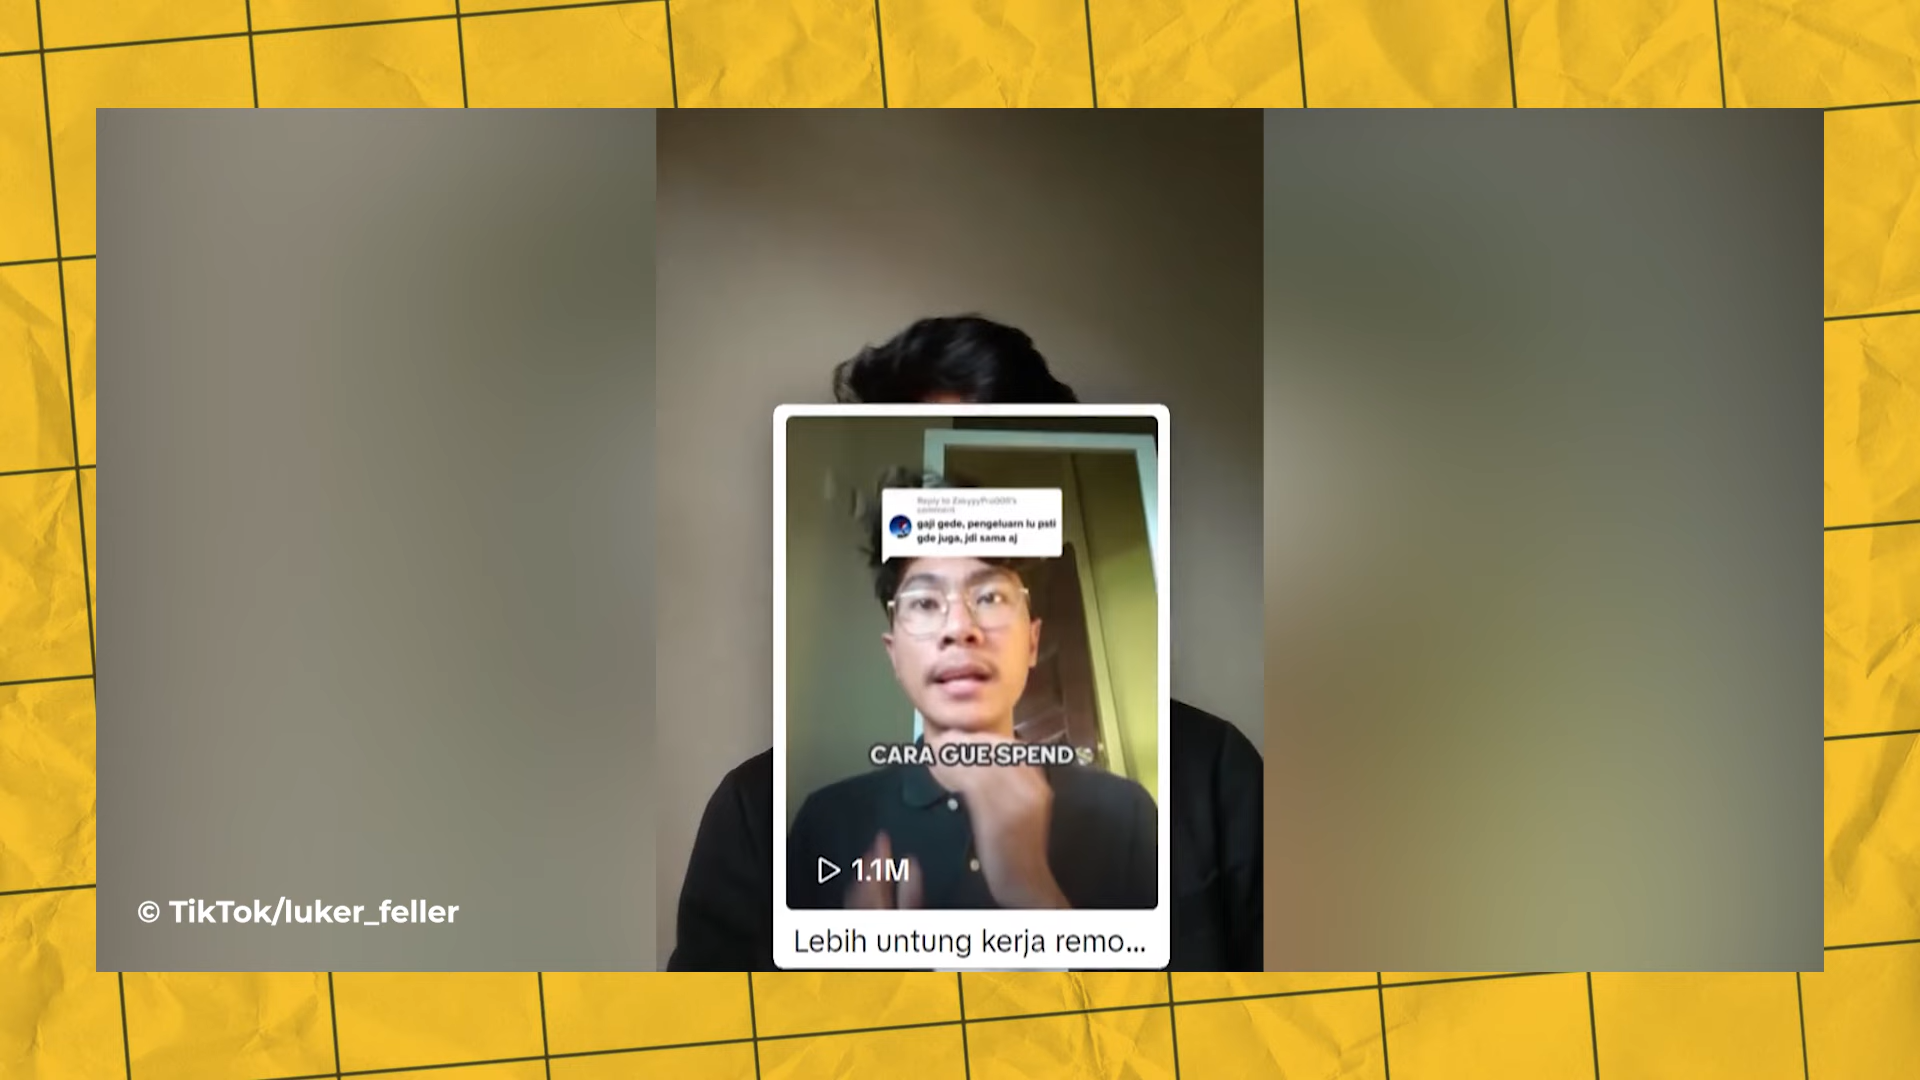 gaji gede, pengeluarn lu psti
gde juga, jdi sama aj
CARA GUE SPEND
1.1M
© TikTok/luker_feller
Lebih untung kerja remo...